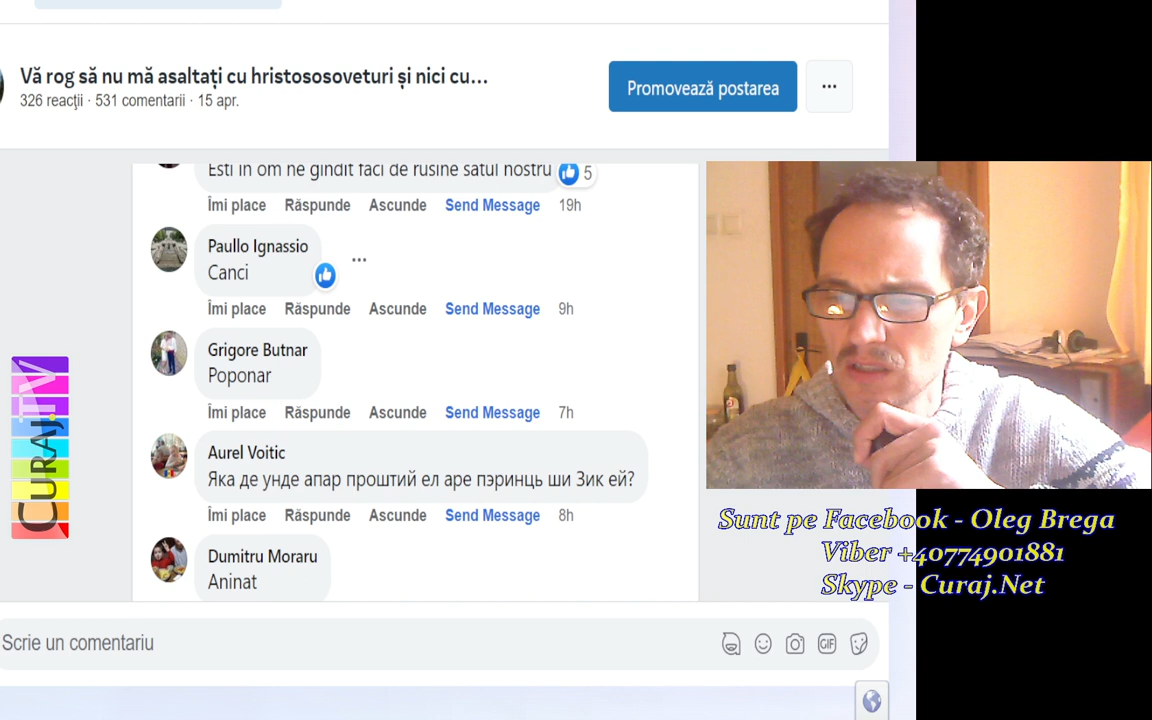 Vă rog să nu mă asaltați cu hristososoveturi și nici cu...
326 reacții · 531 comentarii · 15 apr.
Promovează postarea
Esti in om ne gindit faci de rusine satul nostru
5
Îmi place Răspunde Ascunde Send Message 19h
Paullo Ignassio
Canci
Îmi place Răspunde Ascunde Send Message 9h
Grigore Butnar
Poponar
Îmi place Răspunde Ascunde Send Message 7h
Aurel Voitic
Яка де унде апар проштий ел аре пэринць ши Зик ей?
Îmi place Răspunde Ascunde Send Message 8h
Dumitru Moraru
Aninat
Scrie un comentariu
GIF
CURAJ.TV
Sunt pe Facebook - Oleg Brega
Viber +40774901881
Skype - Curaj.Net